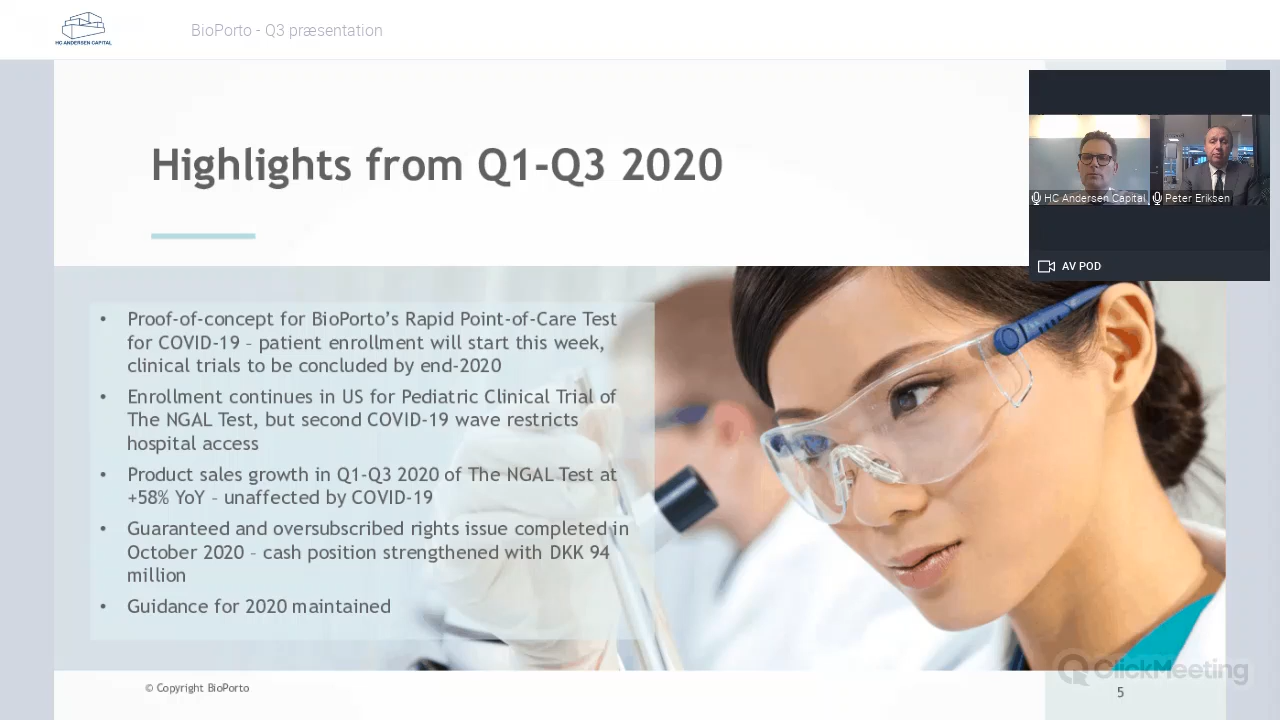 HC ANDERSEN CAPITAL
BioPorto - Q3 præsentation
Highlights from Q1-Q3 2020
HC Andersen Capital
Peter Eriksen
AV POD
• Proof-of-concept for BioPorto’s Rapid Point-of-Care Test
for COVID-19 – patient enrollment will start this week,
clinical trials to be concluded by end-2020
• Enrollment continues in US for Pediatric Clinical Trial of
The NGAL Test, but second COVID-19 wave restricts
hospital access
• Product sales growth in Q1-Q3 2020 of The NGAL Test at
+58% YoY – unaffected by COVID-19
• Guaranteed and oversubscribed rights issue completed in
October 2020 – cash position strengthened with DKK 94
million
• Guidance for 2020 maintained
ClickMeeting
© Copyright BioPorto
5